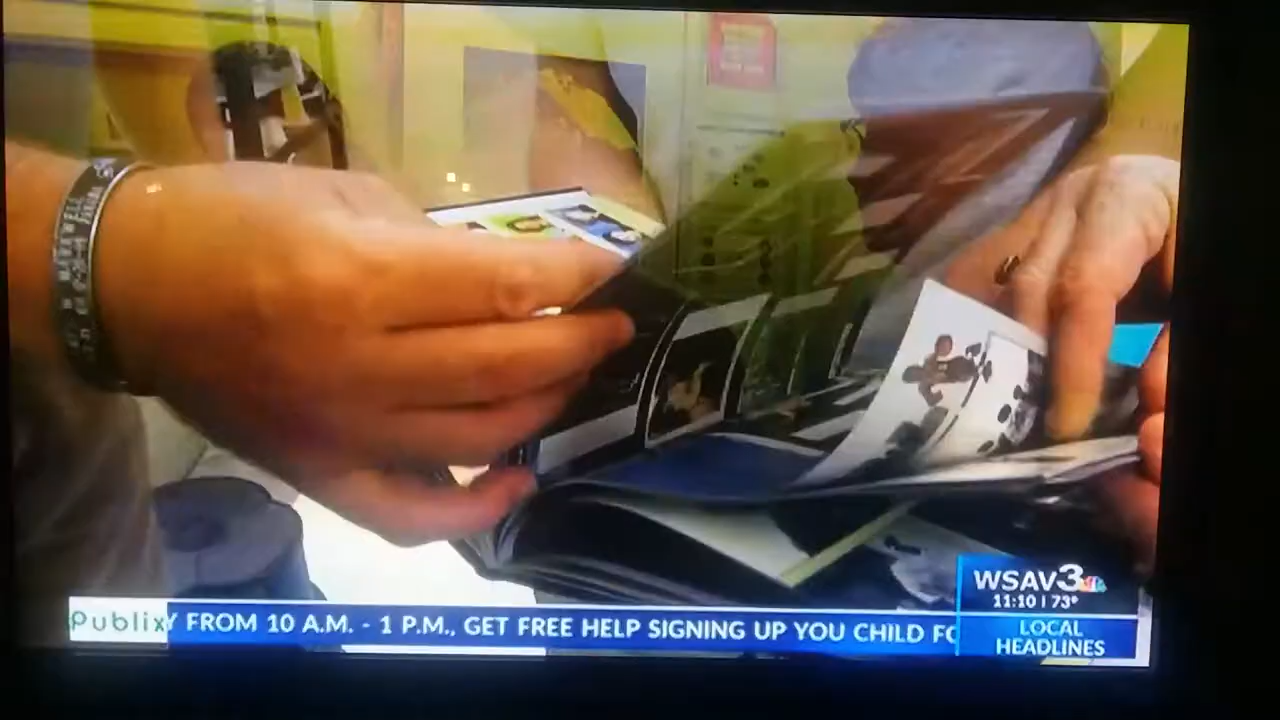 WSAV3
11:10 | 73°
Publix
Y FROM 10 A.M. - 1 P.M., GET FREE HELP SIGNING UP YOU CHILD FO
LOCAL
HEADLINES